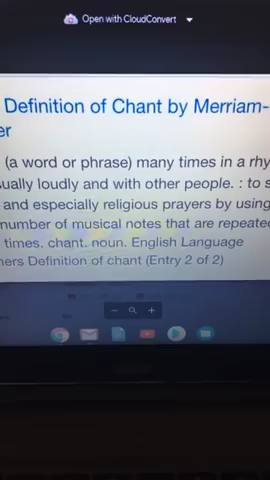 Open with CloudConvert
Definition of Chant by Merriam-
er
(a word or phrase) many times in a rhy
ually loudly and with other people. : to s
and especially religious prayers by using
number of musical notes that are repeated
times. chant. noun. English Language
ners Definition of chant (Entry 2 of 2)